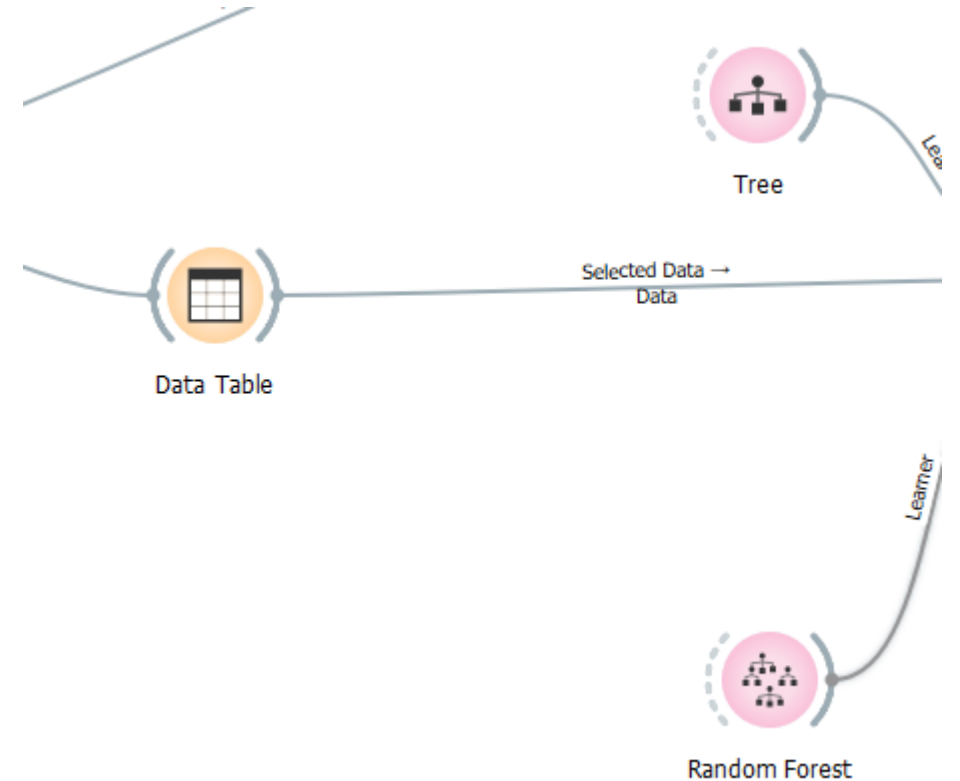 Tree
Selected Data →
Data
Data Table
Learner
Random Forest